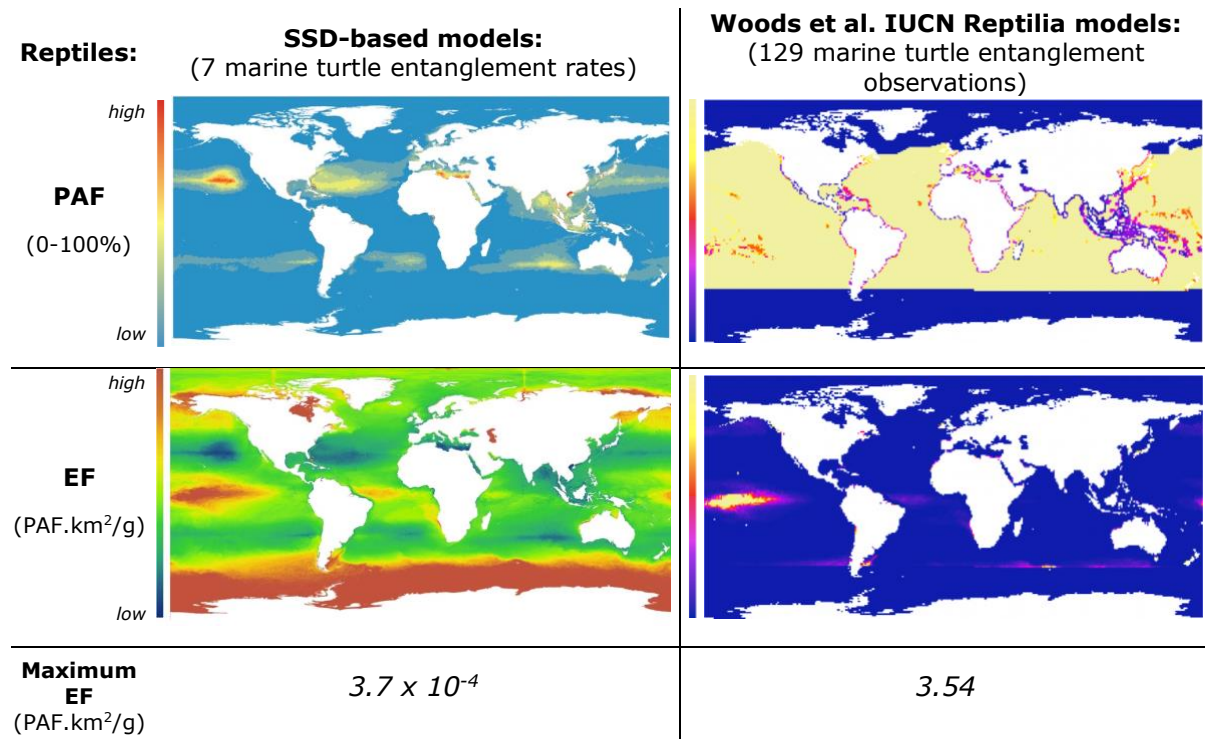 Reptiles:
SSD-based models:
(7 marine turtle entanglement rates)
Woods et al. IUCN Reptilia models:
(129 marine turtle entanglement
observations)
high
PAF
(0-100%)
low
high
EF
(PAF.km²/g)
low
Maximum
EF
(PAF.km²/g)
3.7 x 10⁻⁴
3.54